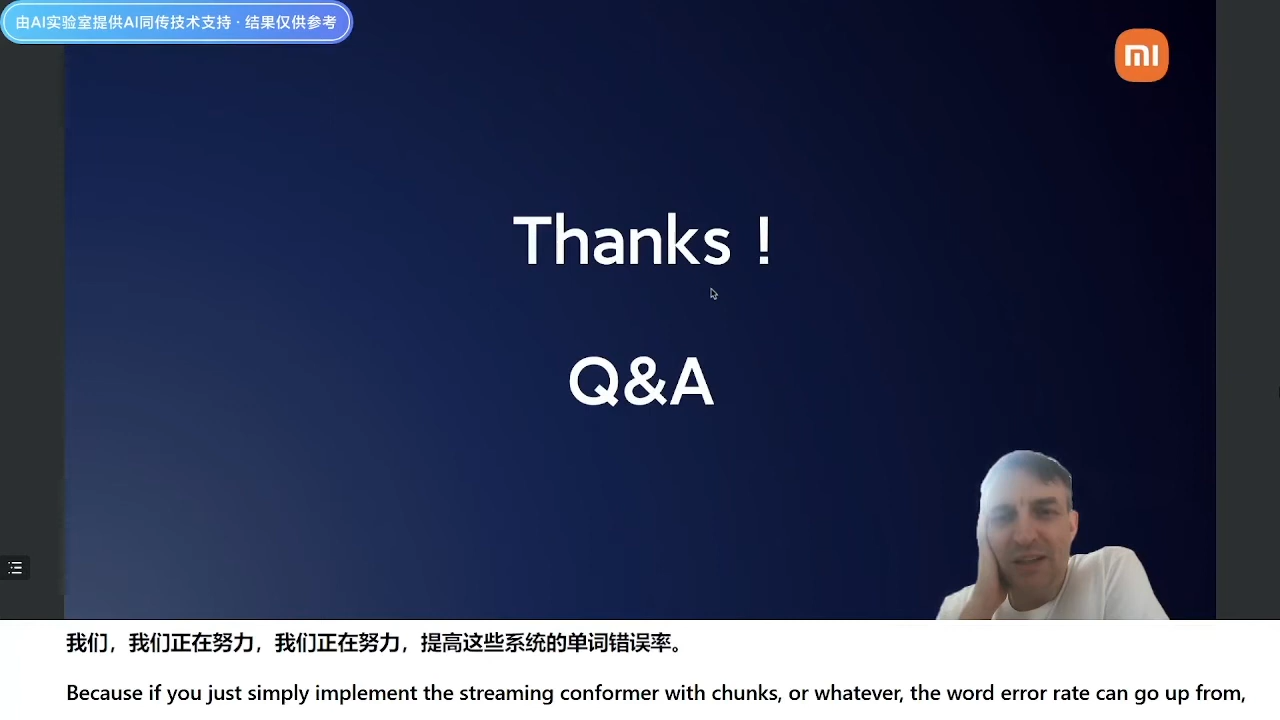 由AI实验室提供AI同传技术支持 · 结果仅供参考
mi
Thanks !
Q&A
我们，我们正在努力，我们正在努力，提高这些系统的单词错误率。
Because if you just simply implement the streaming conformer with chunks, or whatever, the word error rate can go up from,